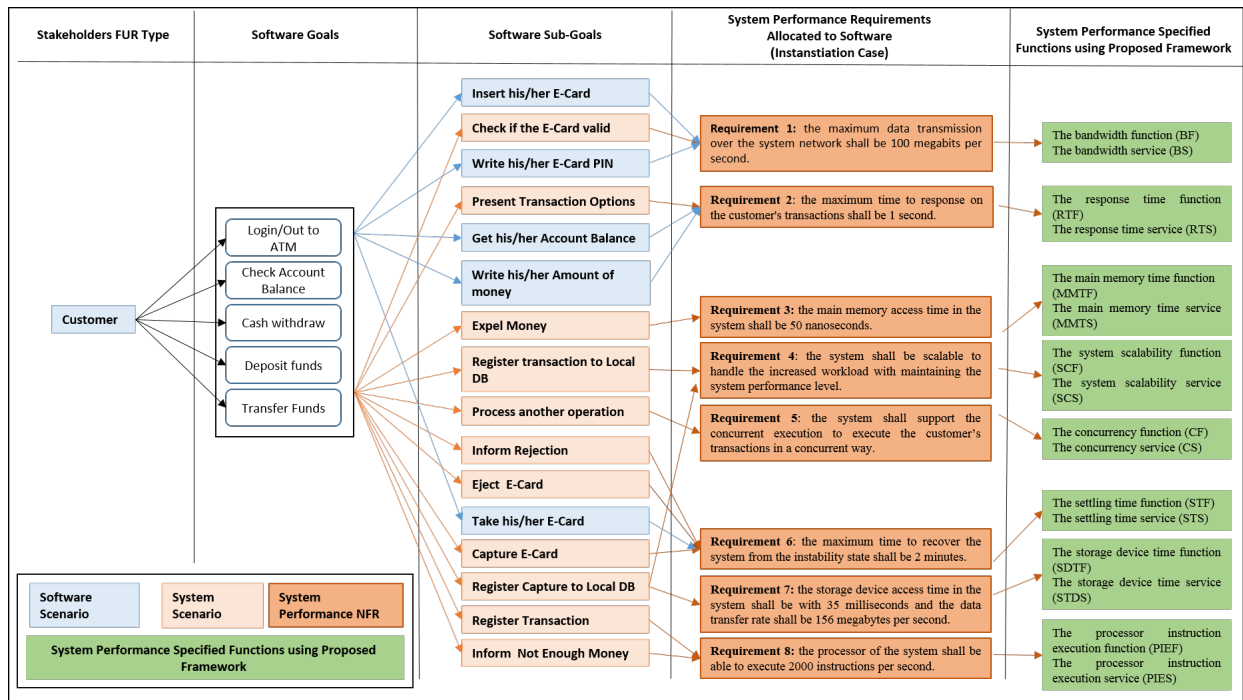 Stakeholders FUR Type
Software Goals
Software Sub-Goals
System Performance Requirements
Allocated to Software
(Instanstiation Case)
System Performance Specified
Functions using Proposed Framework
Customer
Login/Out to
ATM
Check Account
Balance
Cash withdraw
Deposit funds
Transfer Funds
Insert his/her E-Card
Check if the E-Card valid
Write his/her E-Card PIN
Present Transaction Options
Get his/her Account Balance
Write his/her Amount of
money
Expel Money
Register transaction to Local
DB
Process another operation
Inform Rejection
Eject E-Card
Take his/her E-Card
Capture E-Card
Register Capture to Local DB
Register Transaction
Inform Not Enough Money
Requirement 1: the maximum data transmission
over the system network shall be 100 megabits per
second.
Requirement 2: the maximum time to response on
the customer's transactions shall be 1 second.
Requirement 3: the main memory access time in
the system shall be 50 nanoseconds.
Requirement 4: the system shall be scalable to
handle the increased workload with maintaining the
system performance level.
Requirement 5: the system shall support the
concurrent execution to execute the customer's
transactions in a concurrent way.
Requirement 6: the maximum time to recover the
system from the instability state shall be 2 minutes.
Requirement 7: the storage device access time in the
system shall be with 35 milliseconds and the data
transfer rate shall be 156 megabytes per second.
Requirement 8: the processor of the system shall be
able to execute 2000 instructions per second.
The bandwidth function (BF)
The bandwidth service (BS)
The response time function
(RTF)
The response time service (RTS)
The main memory time function
(MMTF)
The main memory time service
(MMTS)
The system scalability function
(SCF)
The system scalability service
(SCS)
The concurrency function (CF)
The concurrency service (CS)
The settling time function (STF)
The settling time service (STS)
The storage device time function
(SDTF)
The storage device time service
(STDS)
The processor instruction
execution function (PIEF)
The processor instruction
execution service (PIES)
Software
Scenario
System
Scenario
System
Performance NFR
System Performance Specified Functions using Proposed
Framework